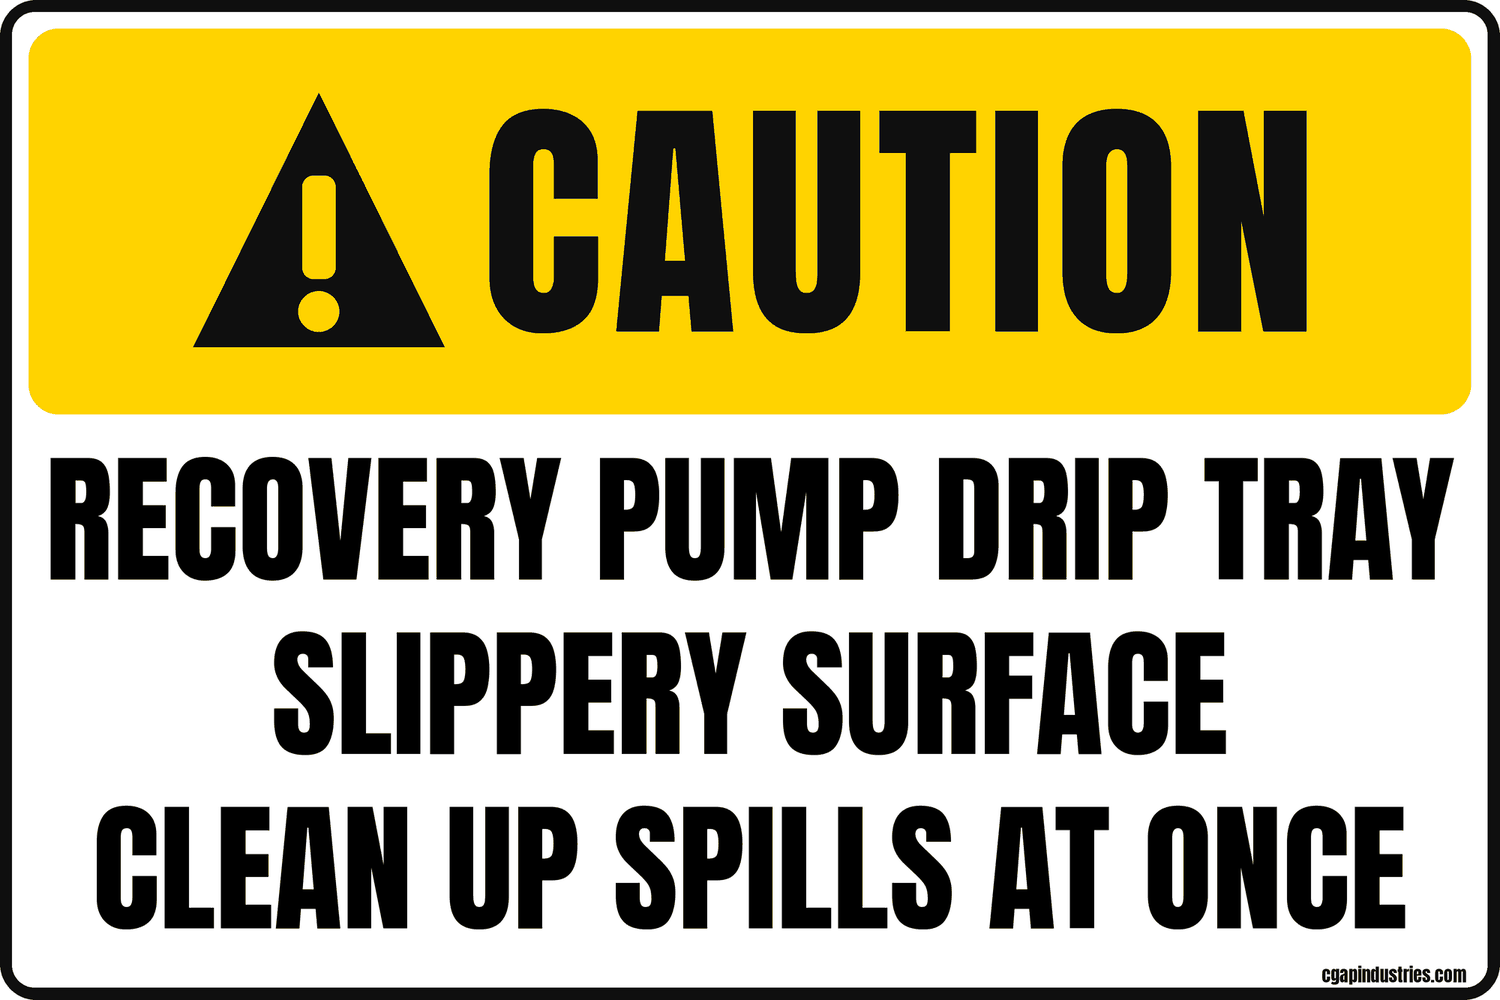 CAUTION
RECOVERY PUMP DRIP TRAY
SLIPPERY SURFACE
CLEAN UP SPILLS AT ONCE
cgapindustries.com